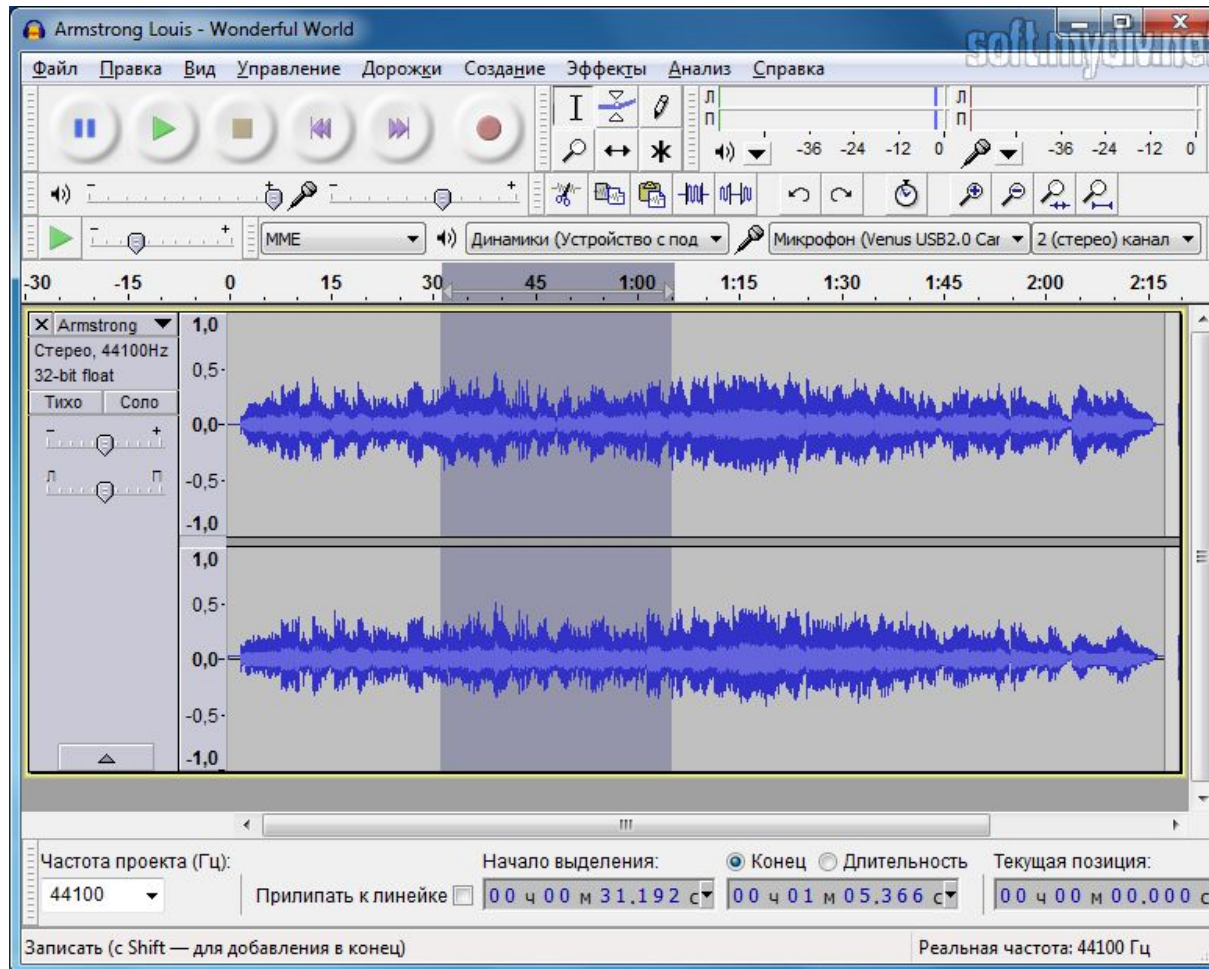 Armstrong Louis - Wonderful World
soft.mydiv.net
Файл Правка Вид Управление Дорожки Создание Эффекты Анализ Справка
Л Л
П П
-36 -24 -12 0 -36 -24 -12 0
- + - +
- + MME Динамики (Устройство с под Микрофон (Venus USB2.0 Car 2 (стерео) канал
-30 -15 0 15 30 45 1:00 1:15 1:30 1:45 2:00 2:15
Armstrong 1,0
Стерео, 44100Hz
32-bit float 0,5
Тихо Соло
- + 0,0
Л П -0,5
-1,0
1,0
0,5
0,0
-0,5
-1,0
Частота проекта (Гц): Начало выделения: Конец Длительность Текущая позиция:
44100 Прилипать к линейке 00 ч 00 м 31.192 с 00 ч 01 м 05.366 с 00 ч 00 м 00.000 с
Записать (с Shift — для добавления в конец) Реальная частота: 44100 Гц